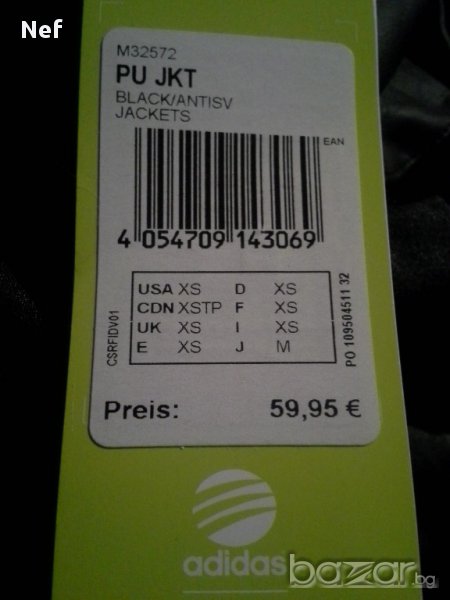 Nef
M32572
PU JKT
BLACK/ANTISV
JACKETS
EAN
4 054709 143069
USA XS D XS
CDN XSTP F XS
UK XS I XS
E XS J M
CSRFIDV01
PO 109504511 32
Preis: 59,95 €
adidas
bazar.bg